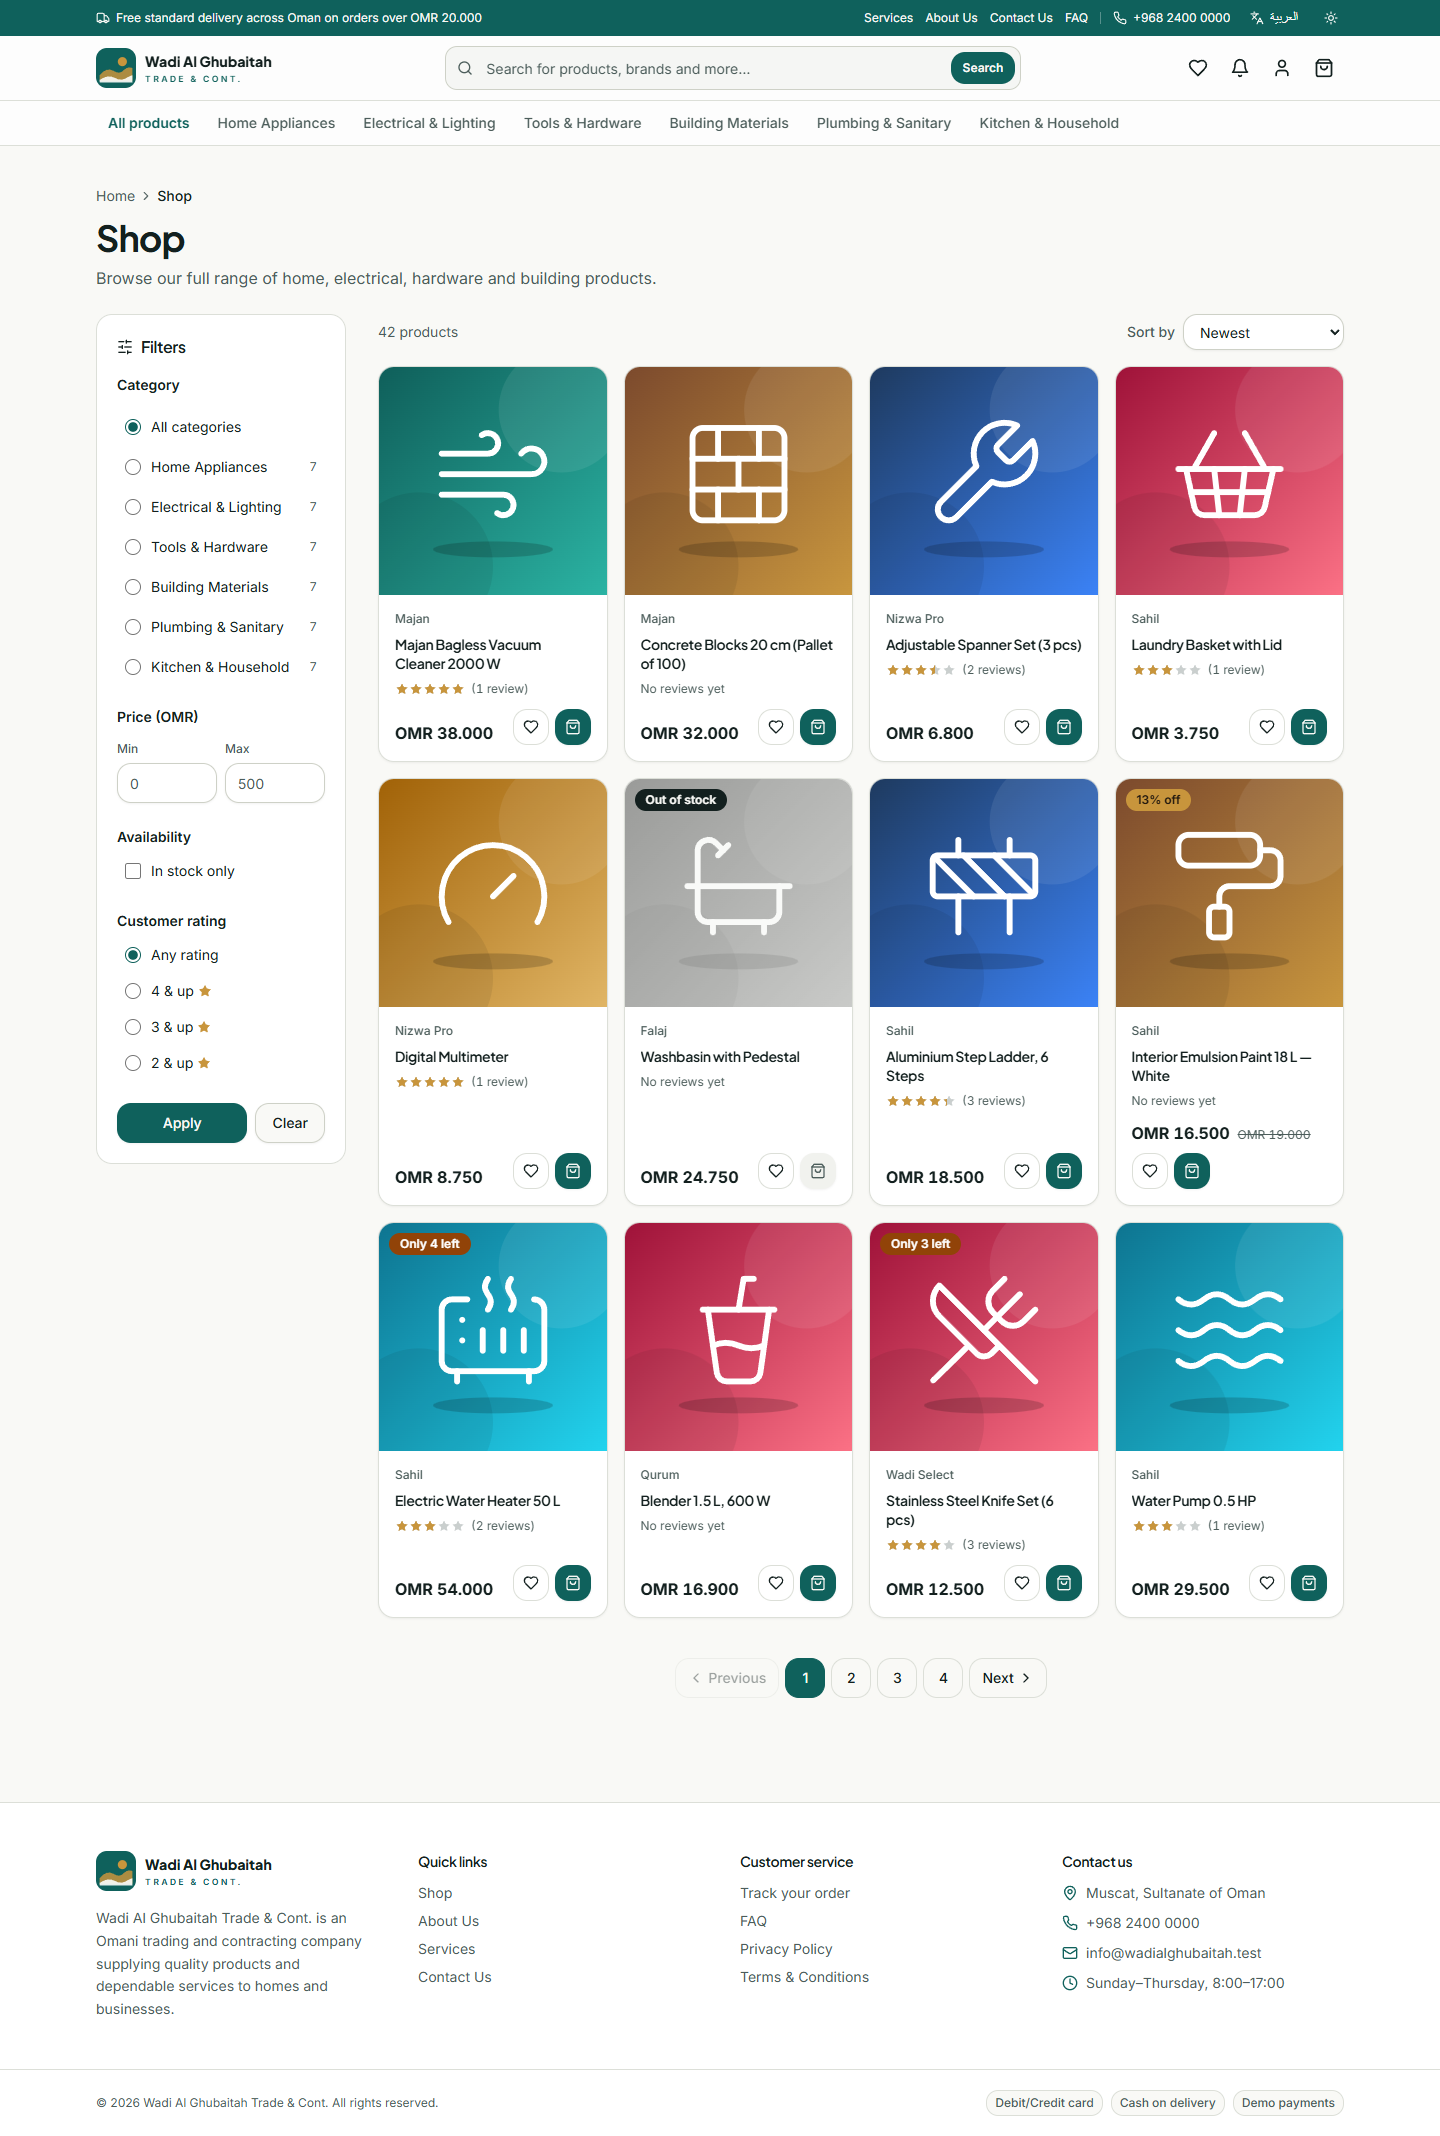 Free standard delivery across Oman on orders over OMR 20.000
Services About Us Contact Us FAQ +968 2400 0000 العربية
Wadi Al Ghubaitah
TRADE & CONT.
Search for products, brands and more...
Search
All products Home Appliances Electrical & Lighting Tools & Hardware Building Materials Plumbing & Sanitary Kitchen & Household
Home > Shop
Shop
Browse our full range of home, electrical, hardware and building products.
Filters
Category
All categories
Home Appliances 7
Electrical & Lighting 7
Tools & Hardware 7
Building Materials 7
Plumbing & Sanitary 7
Kitchen & Household 7
Price (OMR)
Min Max
0 500
Availability
In stock only
Customer rating
Any rating
4 & up
3 & up
2 & up
Apply Clear
42 products
Sort by Newest
Majan
Majan Bagless Vacuum
Cleaner 2000 W
(1 review)
OMR 38.000
Majan
Concrete Blocks 20 cm (Pallet
of 100)
No reviews yet
OMR 32.000
Nizwa Pro
Adjustable Spanner Set (3 pcs)
(2 reviews)
OMR 6.800
Sahil
Laundry Basket with Lid
(1 review)
OMR 3.750
Nizwa Pro
Digital Multimeter
(1 review)
OMR 8.750
Out of stock
Falaj
Washbasin with Pedestal
No reviews yet
OMR 24.750
Sahil
Aluminium Step Ladder, 6
Steps
(3 reviews)
OMR 18.500
13% off
Sahil
Interior Emulsion Paint 18 L —
White
No reviews yet
OMR 16.500 OMR 19.000
Only 4 left
Sahil
Electric Water Heater 50 L
(2 reviews)
OMR 54.000
Qurum
Blender 1.5 L, 600 W
No reviews yet
OMR 16.900
Only 3 left
Wadi Select
Stainless Steel Knife Set (6
pcs)
(3 reviews)
OMR 12.500
Sahil
Water Pump 0.5 HP
(1 review)
OMR 29.500
Previous 1 2 3 4 Next
Wadi Al Ghubaitah
TRADE & CONT.
Wadi Al Ghubaitah Trade & Cont. is an
Omani trading and contracting company
supplying quality products and
dependable services to homes and
businesses.
Quick links
Shop
About Us
Services
Contact Us
Customer service
Track your order
FAQ
Privacy Policy
Terms & Conditions
Contact us
Muscat, Sultanate of Oman
+968 2400 0000
info@wadialghubaitah.test
Sunday–Thursday, 8:00–17:00
© 2026 Wadi Al Ghubaitah Trade & Cont. All rights reserved.
Debit/Credit card Cash on delivery Demo payments